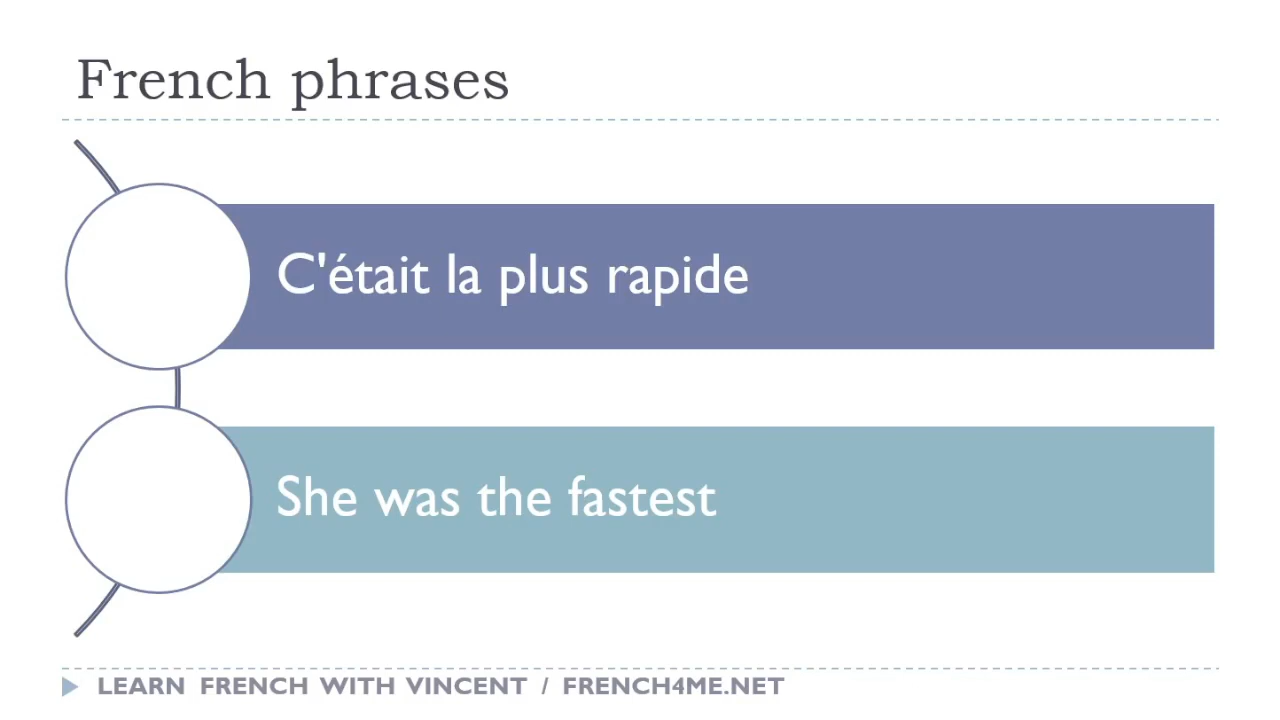 French phrases
C'était la plus rapide
She was the fastest
LEARN FRENCH WITH VINCENT / FRENCH4ME.NET